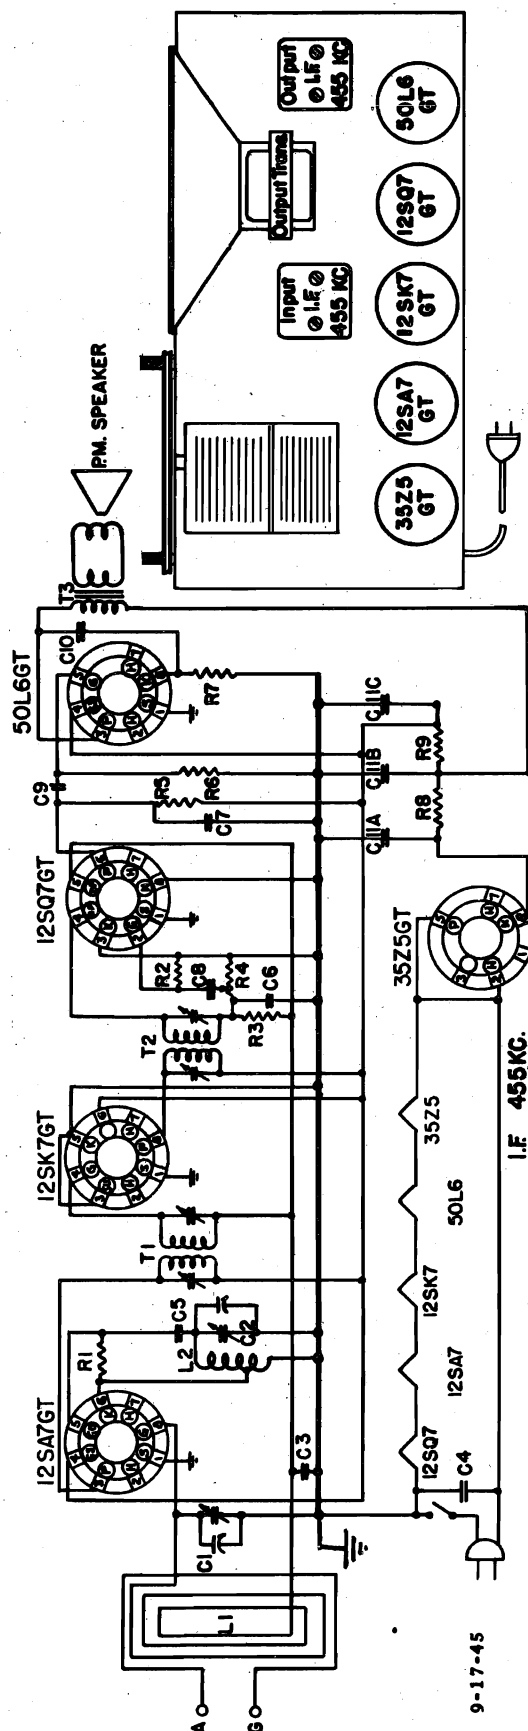 12SA7GT
12SK7GT
12SQ7GT
50L6GT
P.M. SPEAKER
T3
C10
C9
R1
C5
L2
C2
T1
T2
R2
C8
R4
C6
R3
R5
R6
C7
R7
A
G
L1
C1
C3
C11A
C11B
C11C
R8
R9
35Z5GT
12SQ7
12SA7
12SK7
50L6
35Z5
C4
9-17-45
I.F. 455KC.
Input
I.F.
455 KC
Output Trans.
Output
I.F.
455 KC
35Z5
GT
12SA7
GT
12SK7
GT
12SQ7
GT
50L6
GT